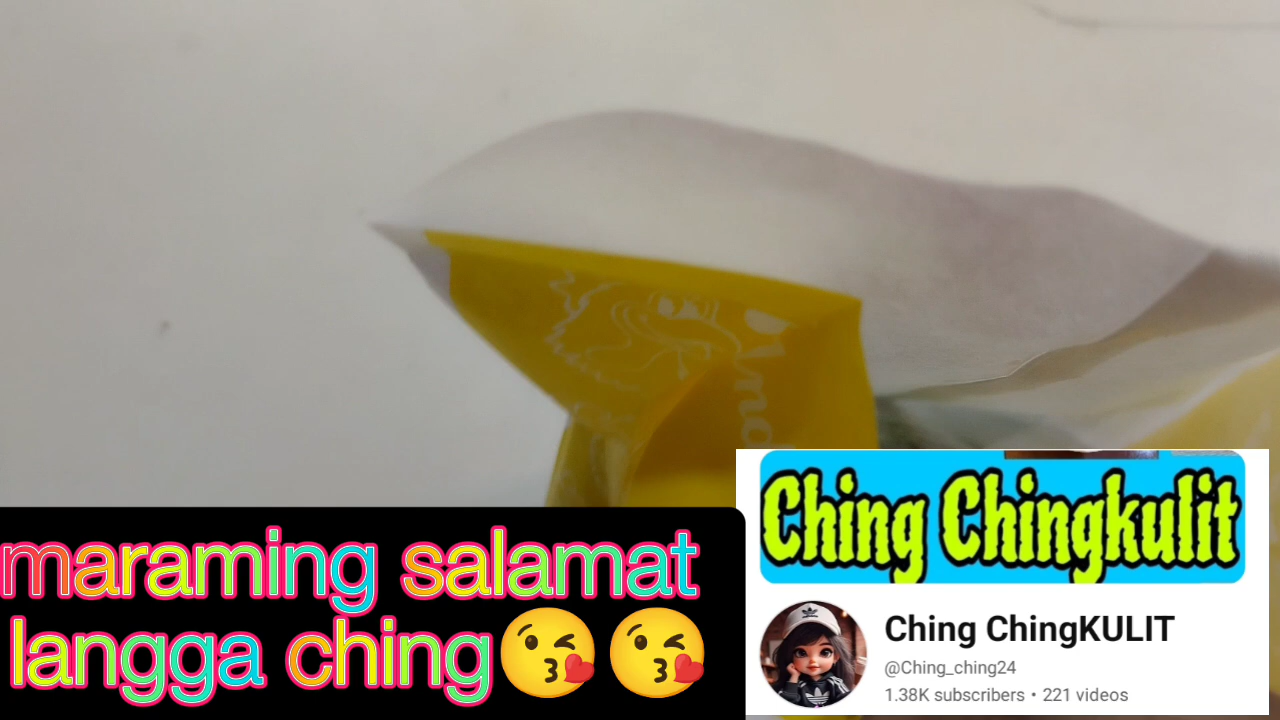 maraming salamat
langga ching😘😘
Ching Chingkulit
Ching ChingKULIT
@Ching_ching24
1.38K subscribers • 221 videos